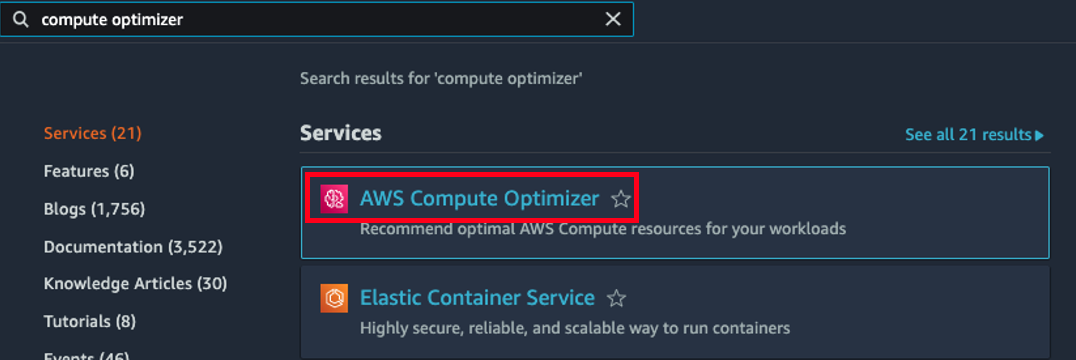 compute optimizer
Search results for 'compute optimizer'
Services (21)
Features (6)
Blogs (1,756)
Documentation (3,522)
Knowledge Articles (30)
Tutorials (8)
Events (46)
Services
See all 21 results
AWS Compute Optimizer
Recommend optimal AWS Compute resources for your workloads
Elastic Container Service
Highly secure, reliable, and scalable way to run containers